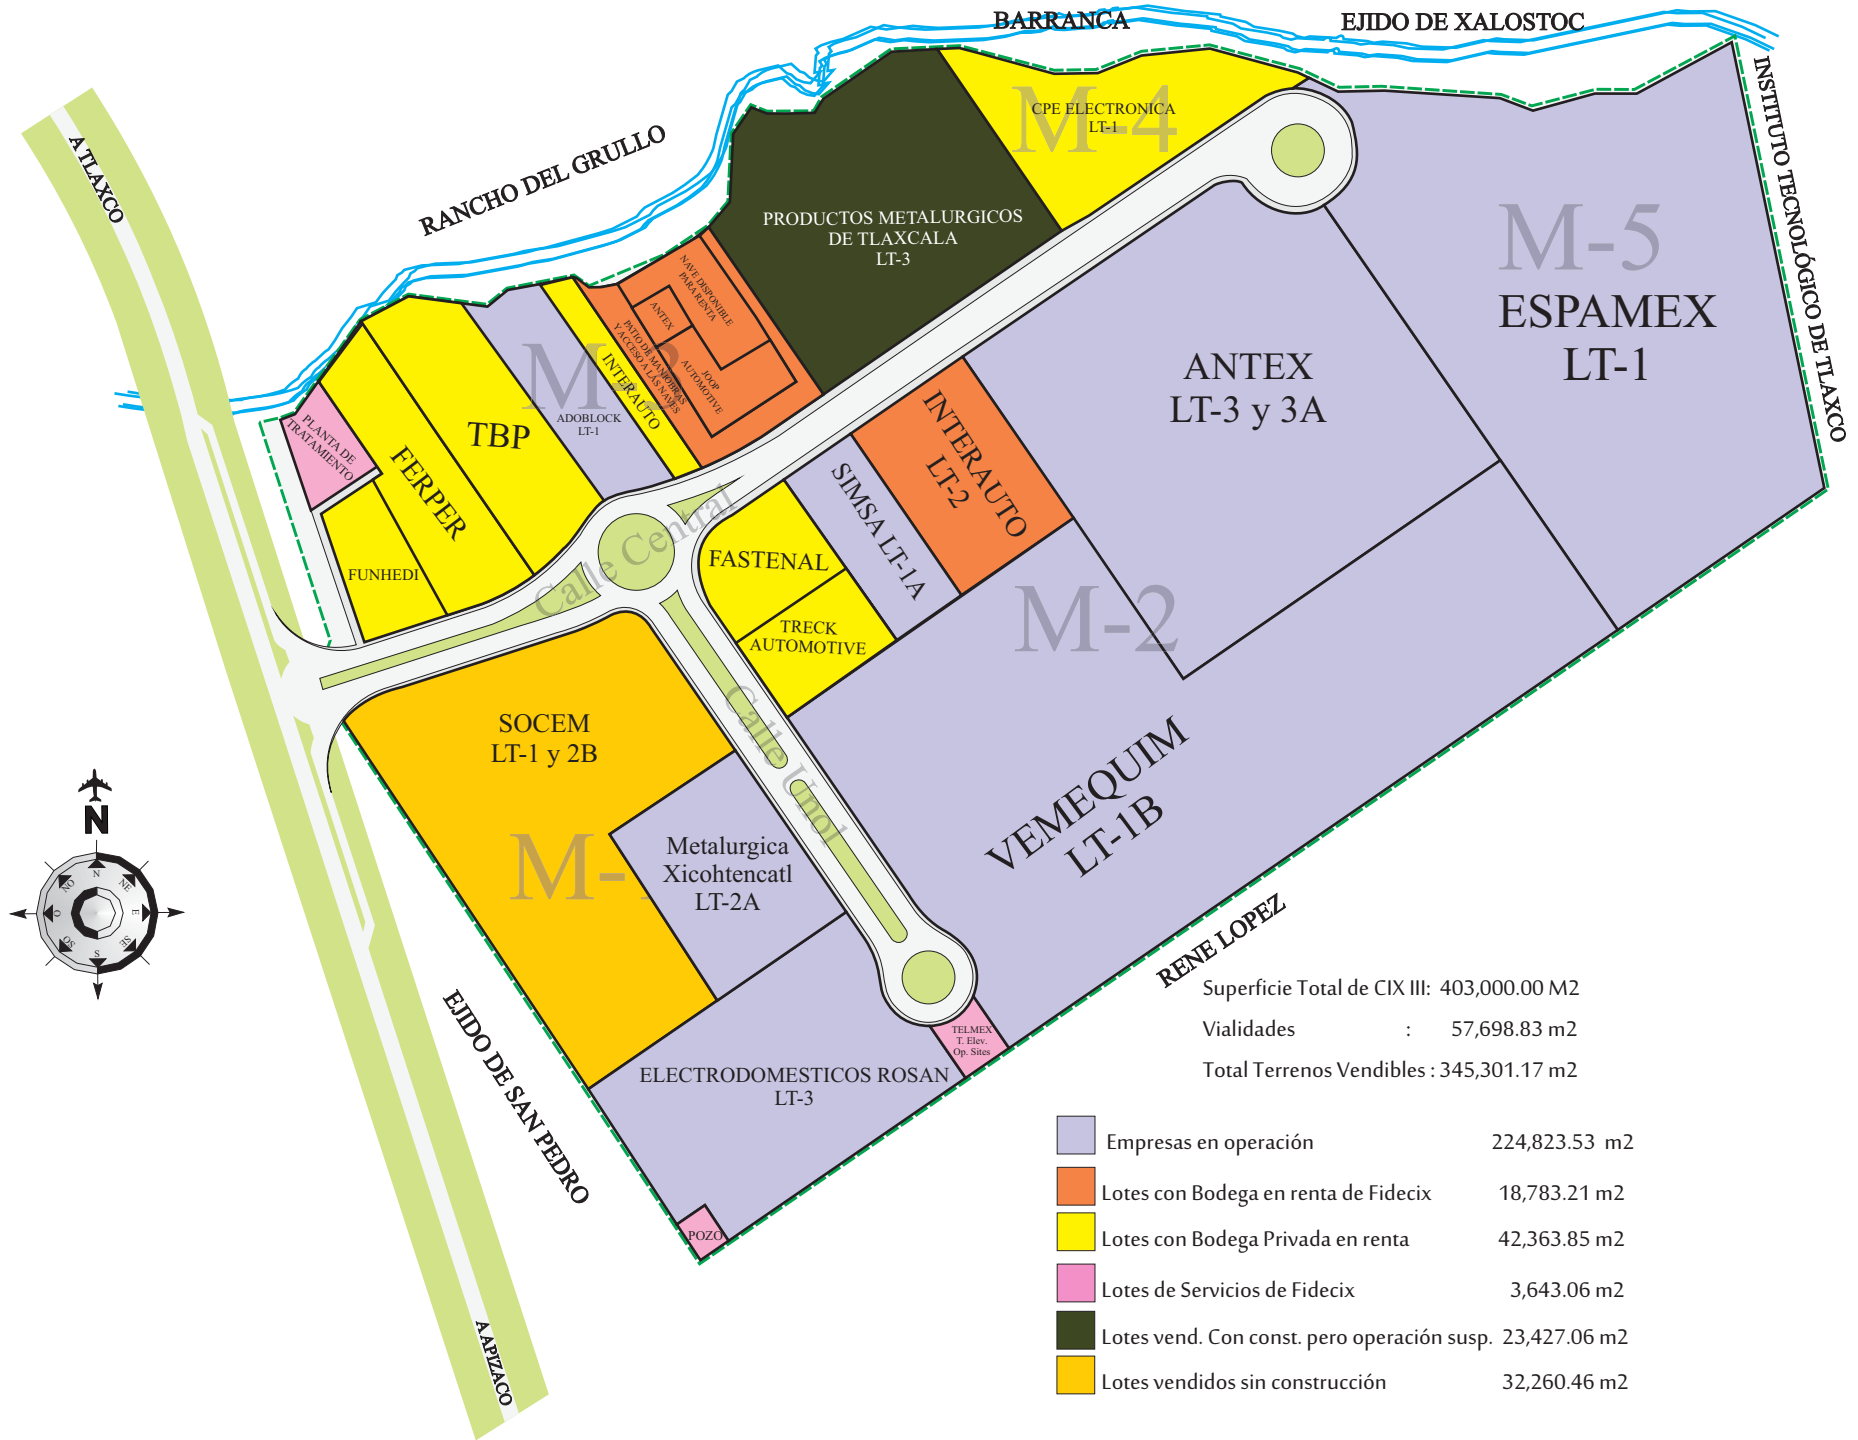 BARRANCA
EJIDO DE XALOSTOC
INSTITUTO TECNOLÓGICO DE TLAXCO
A TLAXCO
RANCHO DEL GRULLO
M-4
CPE ELECTRONICA
LT-1
PRODUCTOS METALURGICOS
DE TLAXCALA
LT-3
M-5
ESPAMEX
LT-1
NAVE DISPONIBLE
PARA RENTA
ANTEX
PATIO DE MANIOBRAS
Y ACCESO A LAS NAVES
JOOP
AUTOMOTIVE
M-3
INTERAUTO
ADOBLOCK
LT-1
TBP
FERPER
PLANTA DE
TRATAMIENTO
FUNHEDI
ANTEX
LT-3 y 3A
INTERAUTO
LT-2
SIMSA LT-1A
FASTENAL
TRECK
AUTOMOTIVE
Calle Central
M-2
Calle Unol
SOCEM
LT-1 y 2B
M-
Metalurgica
Xicohtencatl
LT-2A
VEMEQUIM
LT-1B
RENE LOPEZ
TELMEX
T. Elev.
Op. Sites
ELECTRODOMESTICOS ROSAN
LT-3
POZO
EJIDO DE SAN PEDRO
A APIZACO
N
N
NE
E
SE
S
SO
O
NO
Superficie Total de CIX III: 403,000.00 M2
Vialidades : 57,698.83 m2
Total Terrenos Vendibles : 345,301.17 m2
Empresas en operación 224,823.53 m2
Lotes con Bodega en renta de Fidecix 18,783.21 m2
Lotes con Bodega Privada en renta 42,363.85 m2
Lotes de Servicios de Fidecix 3,643.06 m2
Lotes vend. Con const. pero operación susp. 23,427.06 m2
Lotes vendidos sin construcción 32,260.46 m2